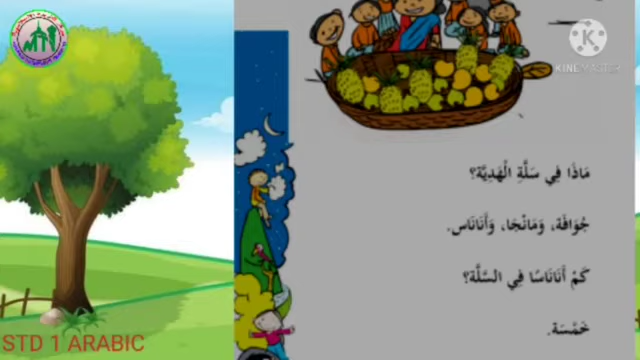 KINEMASTER
مَاذَا فِي سَلَّةِ الْهَدِيَّة؟
جُوَافَة، وَمَانْجَا، وَأَنَانَاس.
كَمْ أَنَانَاسًا فِي السَّلَّة؟
خَمْسَة.
STD 1 ARABIC